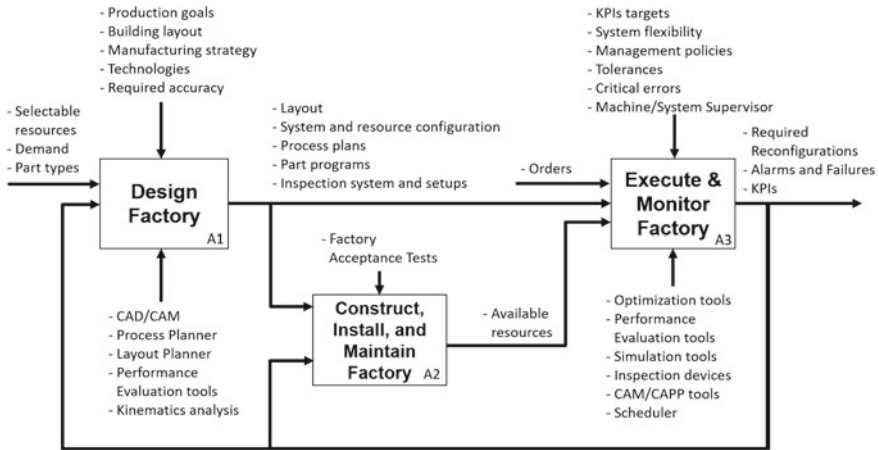 - Production goals
- Building layout
- Manufacturing strategy
- Technologies
- Required accuracy
- KPIs targets
- System flexibility
- Management policies
- Tolerances
- Critical errors
- Machine/System Supervisor
- Selectable
resources
- Demand
- Part types
- Layout
- System and resource configuration
- Process plans
- Part programs
- Inspection system and setups
- Orders
- Required
Reconfigurations
- Alarms and Failures
- KPIs
Design
Factory
A1
Execute &
Monitor
Factory
A3
- Factory
Acceptance Tests
Construct,
Install, and
Maintain
Factory
A2
- Available
resources
- CAD/CAM
- Process Planner
- Layout Planner
- Performance
Evaluation tools
- Kinematics analysis
- Optimization tools
- Performance
Evaluation tools
- Simulation tools
- Inspection devices
- CAM/CAPP tools
- Scheduler